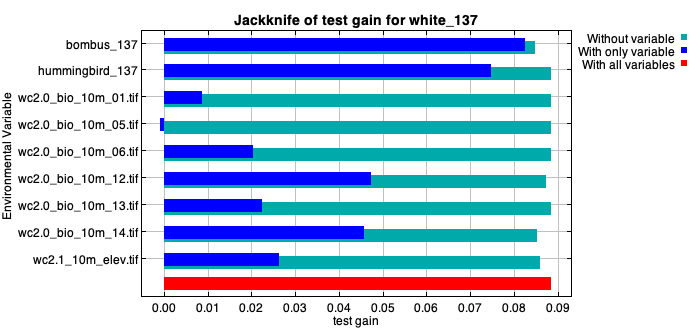 Jackknife of test gain for white_137
Without variable
With only variable
With all variables
Environmental Variable
bombus_137
hummingbird_137
wc2.0_bio_10m_01.tif
wc2.0_bio_10m_05.tif
wc2.0_bio_10m_06.tif
wc2.0_bio_10m_12.tif
wc2.0_bio_10m_13.tif
wc2.0_bio_10m_14.tif
wc2.1_10m_elev.tif
0.00 0.01 0.02 0.03 0.04 0.05 0.06 0.07 0.08 0.09
test gain